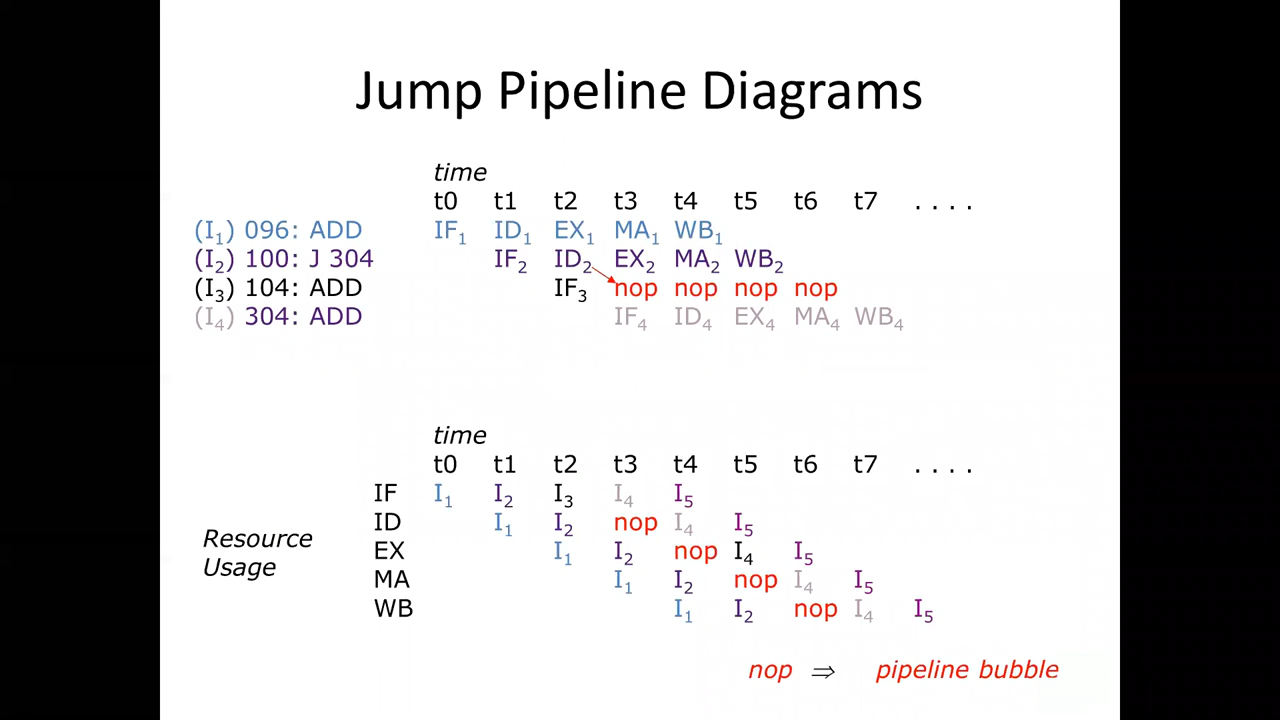 Jump Pipeline Diagrams
time
t0 t1 t2 t3 t4 t5 t6 t7 . . . .
(I₁) 096: ADD IF₁ ID₁ EX₁ MA₁ WB₁
(I₂) 100: J 304 IF₂ ID₂ EX₂ MA₂ WB₂
(I₃) 104: ADD IF₃ nop nop nop nop
(I₄) 304: ADD IF₄ ID₄ EX₄ MA₄ WB₄
time
t0 t1 t2 t3 t4 t5 t6 t7 . . . .
IF I₁ I₂ I₃ I₄ I₅
ID I₁ I₂ nop I₄ I₅
Resource
EX I₁ I₂ nop I₄ I₅
Usage
MA I₁ I₂ nop I₄ I₅
WB I₁ I₂ nop I₄ I₅
nop ⇒ pipeline bubble